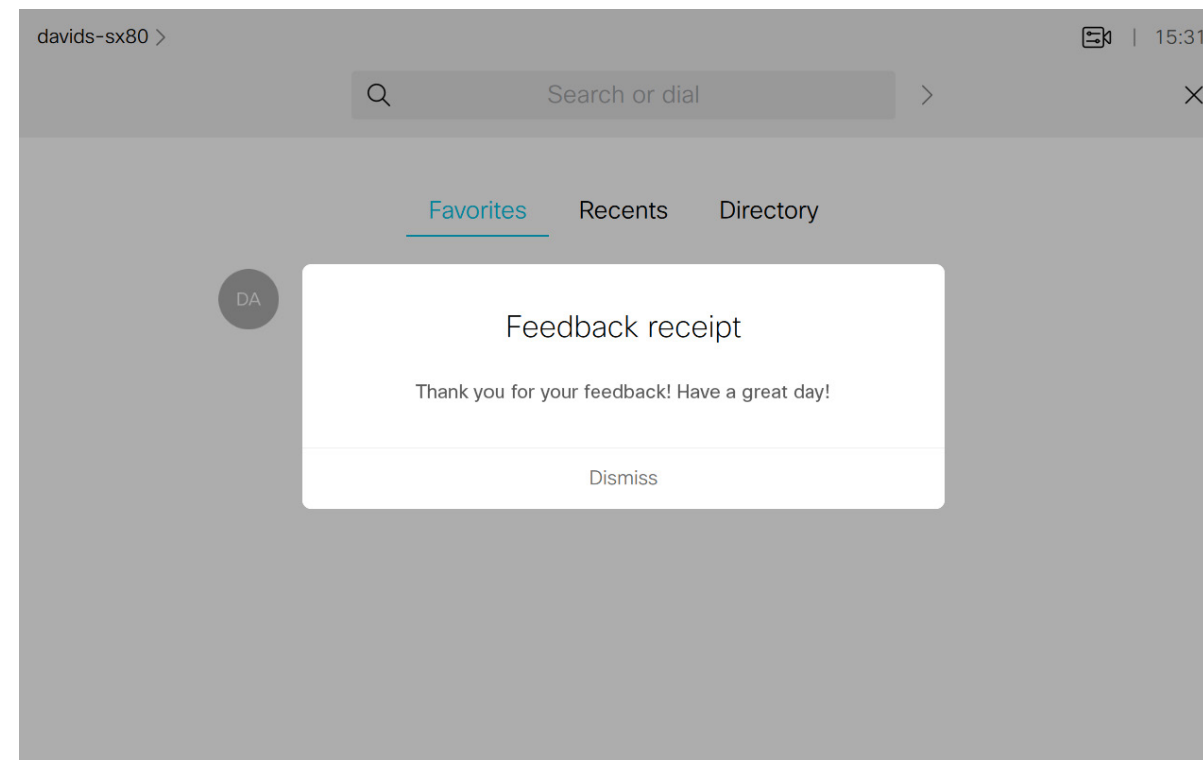 davids-sx80
15:31
Search or dial
Favorites Recents Directory
DA
Feedback receipt
Thank you for your feedback! Have a great day!
Dismiss